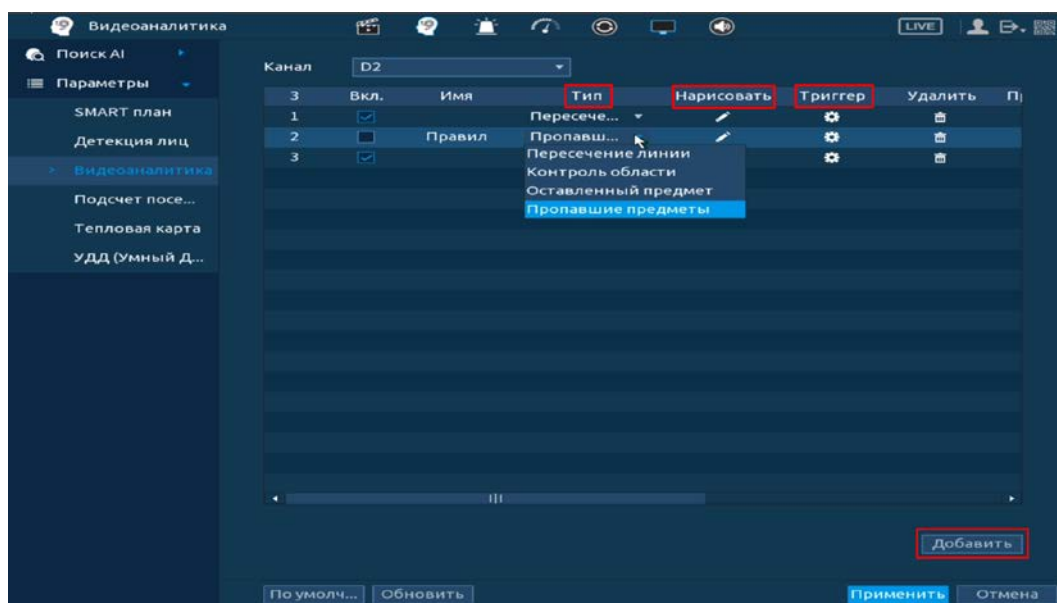 Видеоаналитика LIVE
Поиск AI
Параметры
SMART план
Детекция лиц
Видеоаналитика
Подсчет посе...
Тепловая карта
УДД (Умный Д...
Канал D2
3 Вкл. Имя Тип Нарисовать Триггер Удалить
1 Пересече...
2 Правил Пропавш...
3
Пересечение линии
Контроль области
Оставленный предмет
Пропавшие предметы
Добавить
По умолч... Обновить Применить Отмена